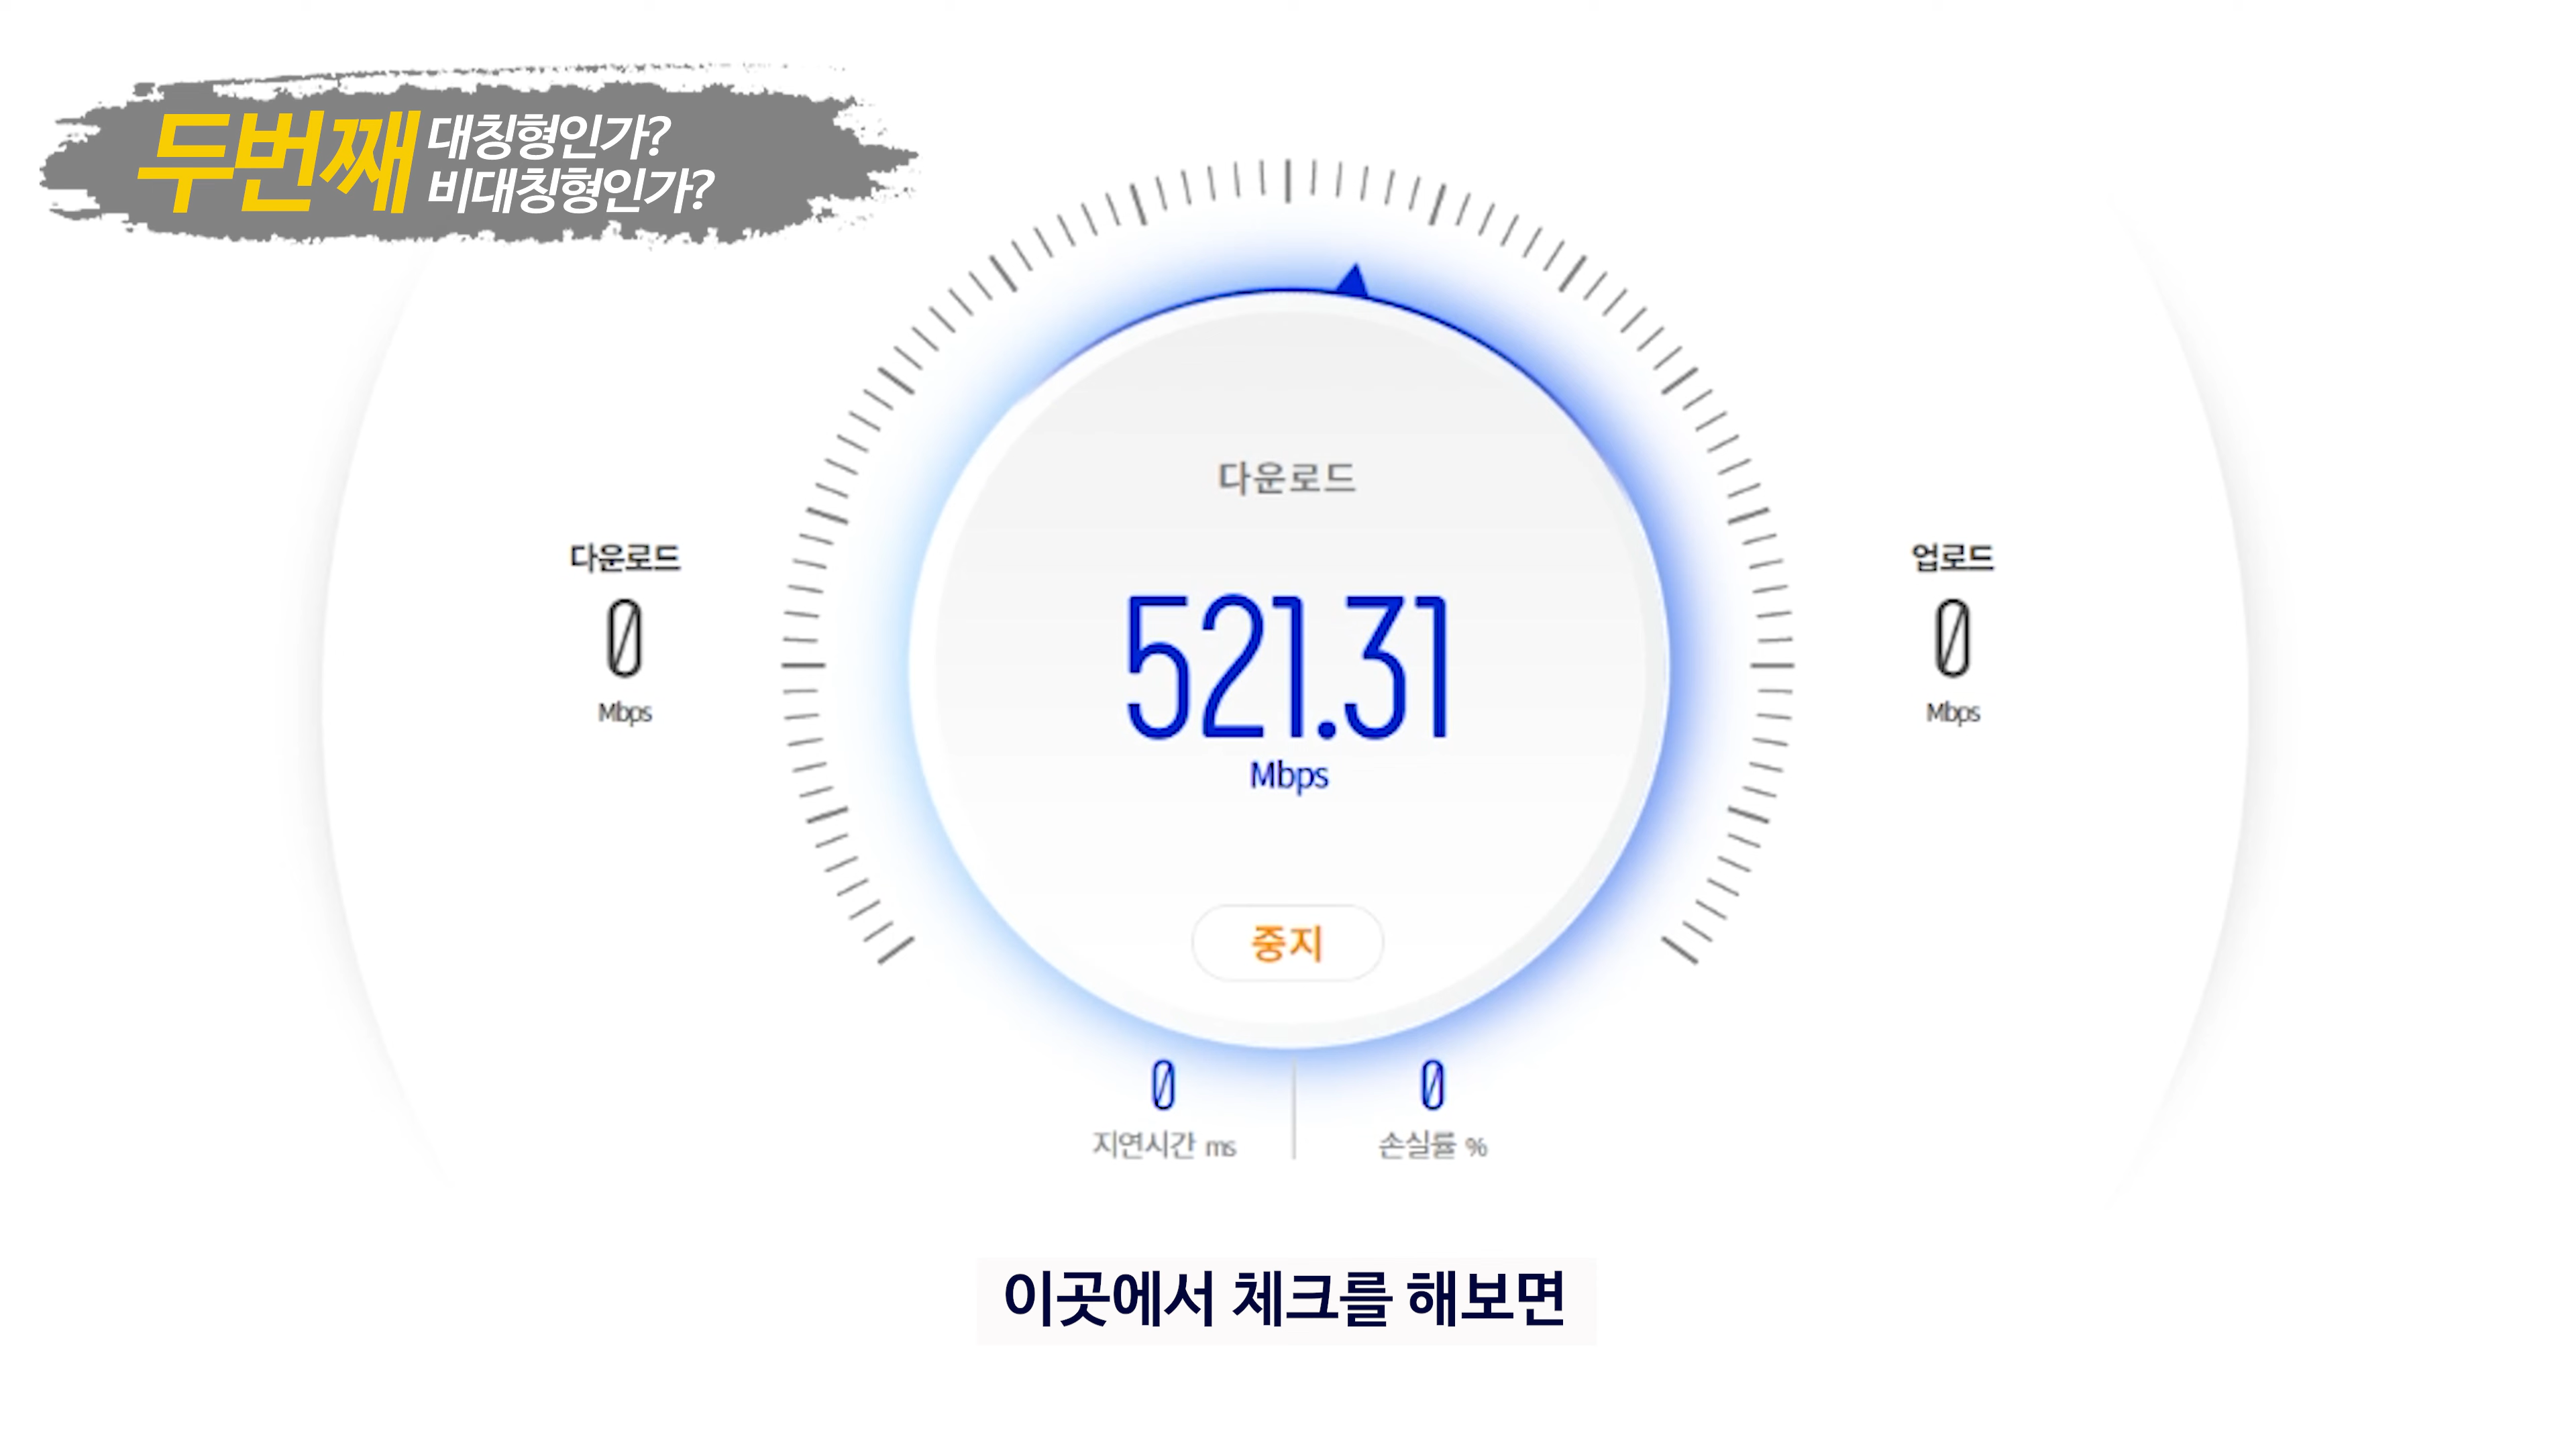 두번째 대칭형인가?
비대칭형인가?
다운로드
521.31
Mbps
중지
다운로드
0
Mbps
업로드
0
Mbps
0
지연시간 ms
0
손실률 %
이곳에서 체크를 해보면